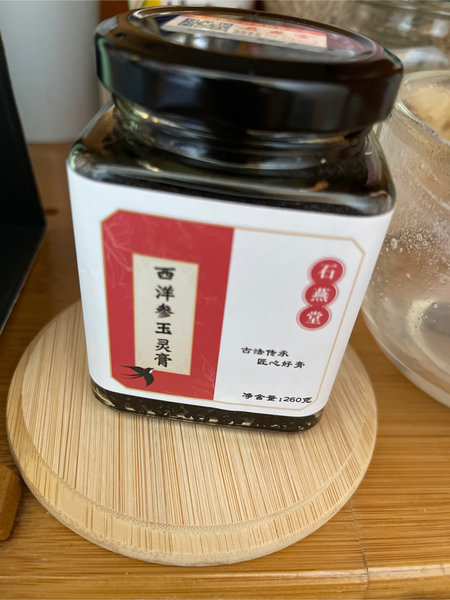 西洋参玉灵膏
石燕堂
古法传承
匠心好膏
净含量:260克